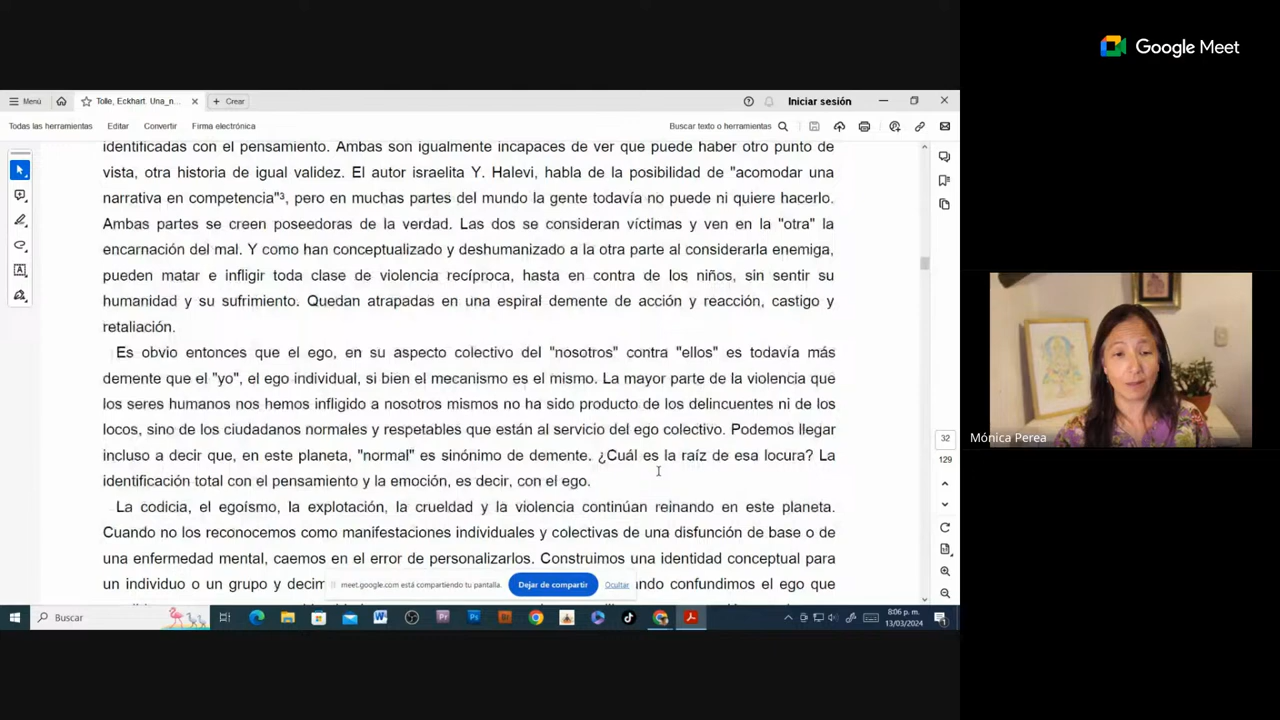 Google Meet
Menú
Tolle, Eckhart. Una_n...
Crear
Iniciar sesión
Todas las herramientas
Editar
Convertir
Firma electrónica
Buscar texto o herramientas
identificadas con el pensamiento. Ambas son igualmente incapaces de ver que puede haber otro punto de
vista, otra historia de igual validez. El autor israelita Y. Halevi, habla de la posibilidad de "acomodar una
narrativa en competencia"³, pero en muchas partes del mundo la gente todavía no puede ni quiere hacerlo.
Ambas partes se creen poseedoras de la verdad. Las dos se consideran víctimas y ven en la "otra" la
encarnación del mal. Y como han conceptualizado y deshumanizado a la otra parte al considerarla enemiga,
pueden matar e infligir toda clase de violencia recíproca, hasta en contra de los niños, sin sentir su
humanidad y su sufrimiento. Quedan atrapadas en una espiral demente de acción y reacción, castigo y
retaliación.
Es obvio entonces que el ego, en su aspecto colectivo del "nosotros" contra "ellos" es todavía más
demente que el "yo", el ego individual, si bien el mecanismo es el mismo. La mayor parte de la violencia que
los seres humanos nos hemos infligido a nosotros mismos no ha sido producto de los delincuentes ni de los
locos, sino de los ciudadanos normales y respetables que están al servicio del ego colectivo. Podemos llegar
incluso a decir que, en este planeta, "normal" es sinónimo de demente. ¿Cuál es la raíz de esa locura? La
identificación total con el pensamiento y la emoción, es decir, con el ego.
La codicia, el egoísmo, la explotación, la crueldad y la violencia continúan reinando en este planeta.
Cuando no los reconocemos como manifestaciones individuales y colectivas de una disfunción de base o de
una enfermedad mental, caemos en el error de personalizarlos. Construimos una identidad conceptual para
un individuo o un grupo y decim
ando confundimos el ego que
meet.google.com está compartiendo tu pantalla.
Dejar de compartir
Ocultar
32
129
Mónica Perea
Buscar
8:06 p. m.
13/03/2024